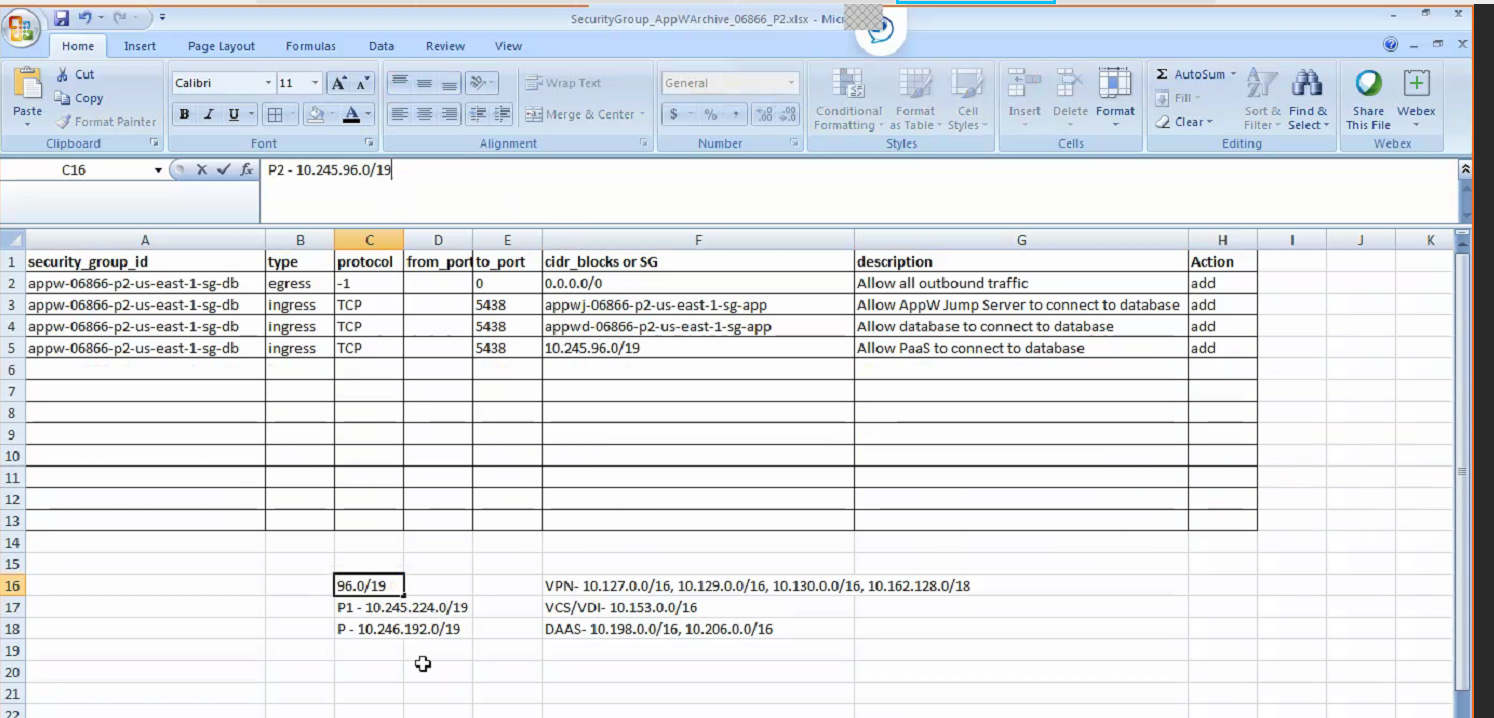 SecurityGroup_AppWArchive_06866_P2.xlsx - Mic
Home Insert Page Layout Formulas Data Review View
Cut
Copy
Format Painter
Paste
Clipboard
Calibri 11
B I U
Font
Wrap Text
Merge & Center
Alignment
General
$ % ,
Number
Conditional Formatting
Format as Table
Cell Styles
Styles
Insert Delete Format
Cells
Σ AutoSum
Fill
Clear
Sort & Filter
Find & Select
Editing
Share This File
Webex
Webex
C16 fx P2 - 10.245.96.0/19
A B C D E F G H I J K
1 security_group_id type protocol from_port to_port cidr_blocks or SG description Action
2 appw-06866-p2-us-east-1-sg-db egress -1 0 0.0.0.0/0 Allow all outbound traffic add
3 appw-06866-p2-us-east-1-sg-db ingress TCP 5438 appwj-06866-p2-us-east-1-sg-app Allow AppW Jump Server to connect to database add
4 appw-06866-p2-us-east-1-sg-db ingress TCP 5438 appwd-06866-p2-us-east-1-sg-app Allow database to connect to database add
5 appw-06866-p2-us-east-1-sg-db ingress TCP 5438 10.245.96.0/19 Allow PaaS to connect to database add
6
7
8
9
10
11
12
13
14
15
16 96.0/19 VPN- 10.127.0.0/16, 10.129.0.0/16, 10.130.0.0/16, 10.162.128.0/18
17 P1 - 10.245.224.0/19 VCS/VDI- 10.153.0.0/16
18 P - 10.246.192.0/19 DAAS- 10.198.0.0/16, 10.206.0.0/16
19
20
21
22